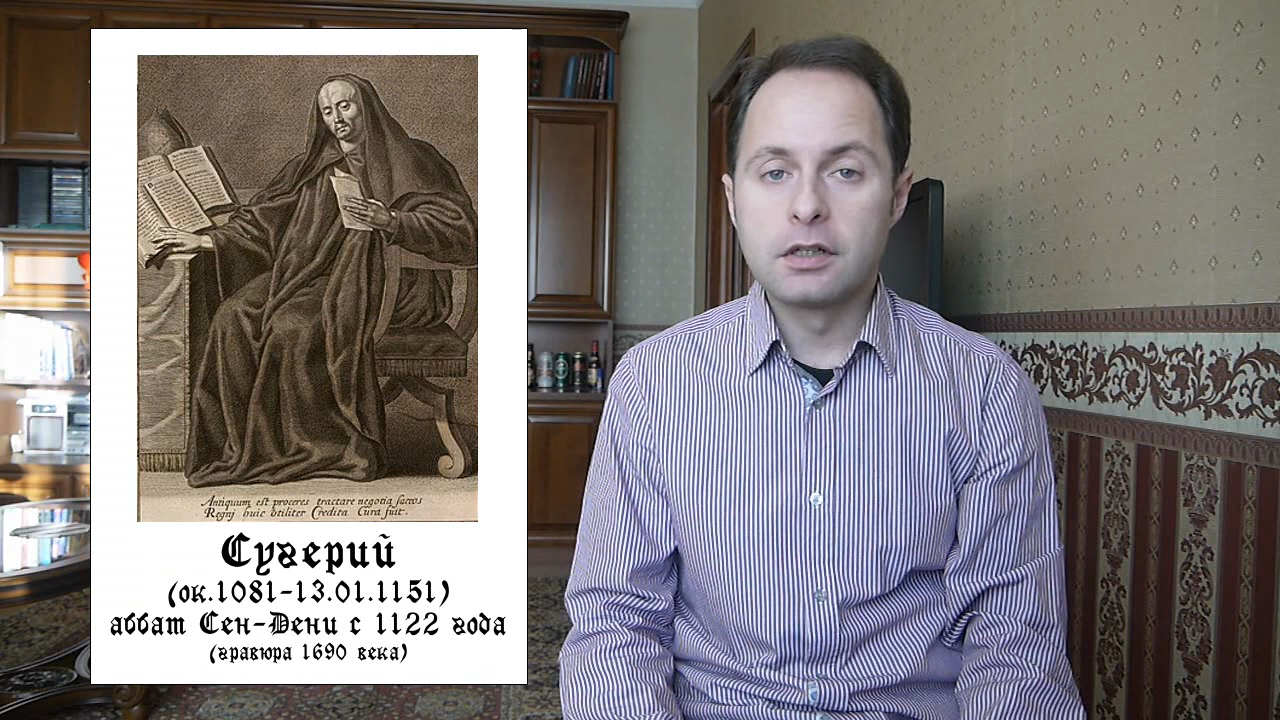 Antiquum est proceres tractare negotia sacros
Regnj huic utiliter Credita Cura fuit.
Сугерий
(ок.1081-13.01.1151)
аббат Сен-Дени с 1122 года
(гравюра 1690 века)